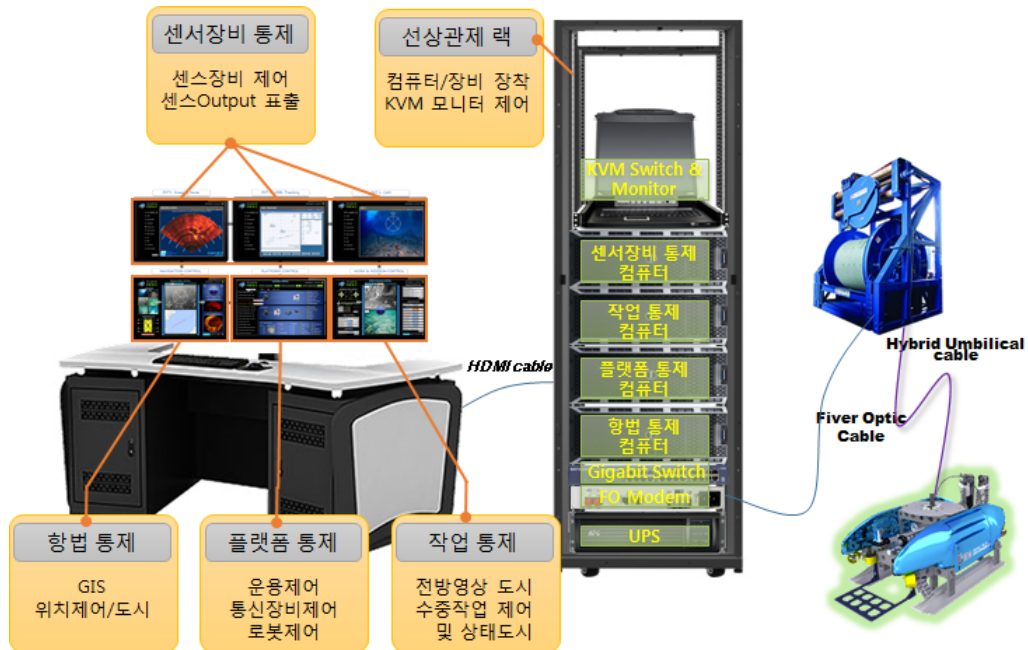 센서장비 통제
센스장비 제어
센스Output 표출
선상관제 랙
컴퓨터/장비 장착
KVM 모니터 제어
KVM Switch &
Monitor
센서장비 통제
컴퓨터
작업 통제
컴퓨터
플랫폼 통제
컴퓨터
항법 통제
컴퓨터
Gigabit Switch
FO Modem
UPS
HDMI cable
Hybrid Umbilical
cable
Fiver Optic
Cable
항법 통제
GIS
위치제어/도시
플랫폼 통제
운용제어
통신장비제어
로봇제어
작업 통제
전방영상 도시
수중작업 제어
및 상태도시